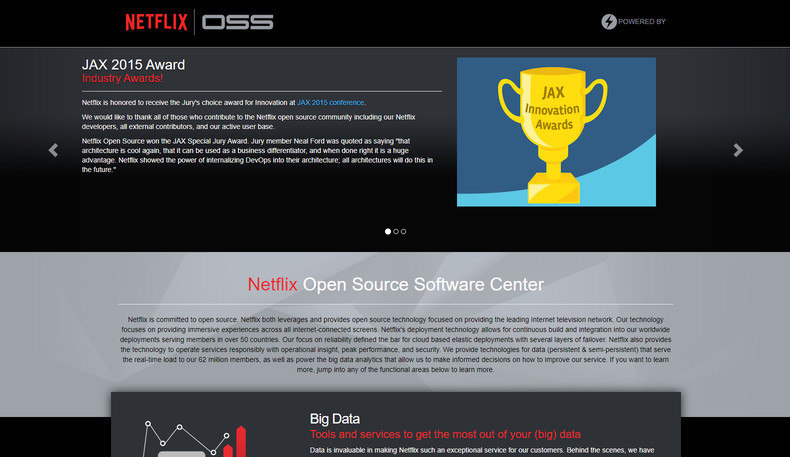 NETFLIX OSS
POWERED BY
JAX 2015 Award
Industry Awards!
Netflix is honored to receive the Jury's choice award for Innovation at JAX 2015 conference.
We would like to thank all of those who contribute to the Netflix open source community including our Netflix
developers, all external contributors, and our active user base.
Netflix Open Source won the JAX Special Jury Award. Jury member Neal Ford was quoted as saying "that
architecture is cool again, that it can be used as a business differentiator, and when done right it is a huge
advantage. Netflix showed the power of internalizing DevOps into their architecture; all architectures will do this in
the future."
JAX
Innovation
Awards
Netflix Open Source Software Center
Netflix is committed to open source. Netflix both leverages and provides open source technology focused on providing the leading Internet television network. Our technology
focuses on providing immersive experiences across all internet-connected screens. Netflix's deployment technology allows for continuous build and integration into our worldwide
deployments serving members in over 50 countries. Our focus on reliability defined the bar for cloud based elastic deployments with several layers of failover. Netflix also provides
the technology to operate services responsibly with operational insight, peak performance, and security. We provide technologies for data (persistent & semi-persistent) that serve
the real-time load to our 62 million members, as well as power the big data analytics that allow us to make informed decisions on how to improve our service. If you want to learn
more, jump into any of the functional areas below to learn more.
Big Data
Tools and services to get the most out of your (big) data
Data is invaluable in making Netflix such an exceptional service for our customers. Behind the scenes, we have